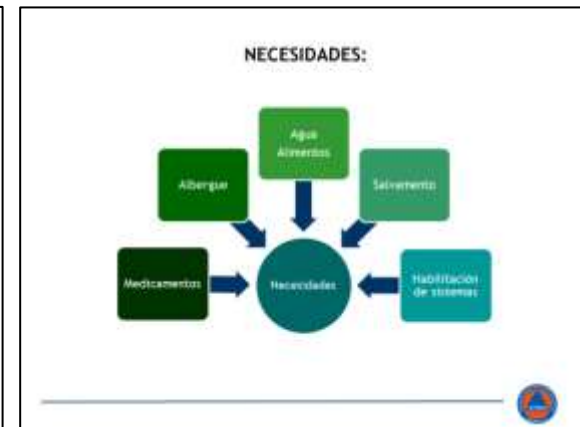 NECESIDADES:
Agua
Alimentos
Albergue
Salvamento
Medicamentos
Necesidades
Habilitación
de sistemas